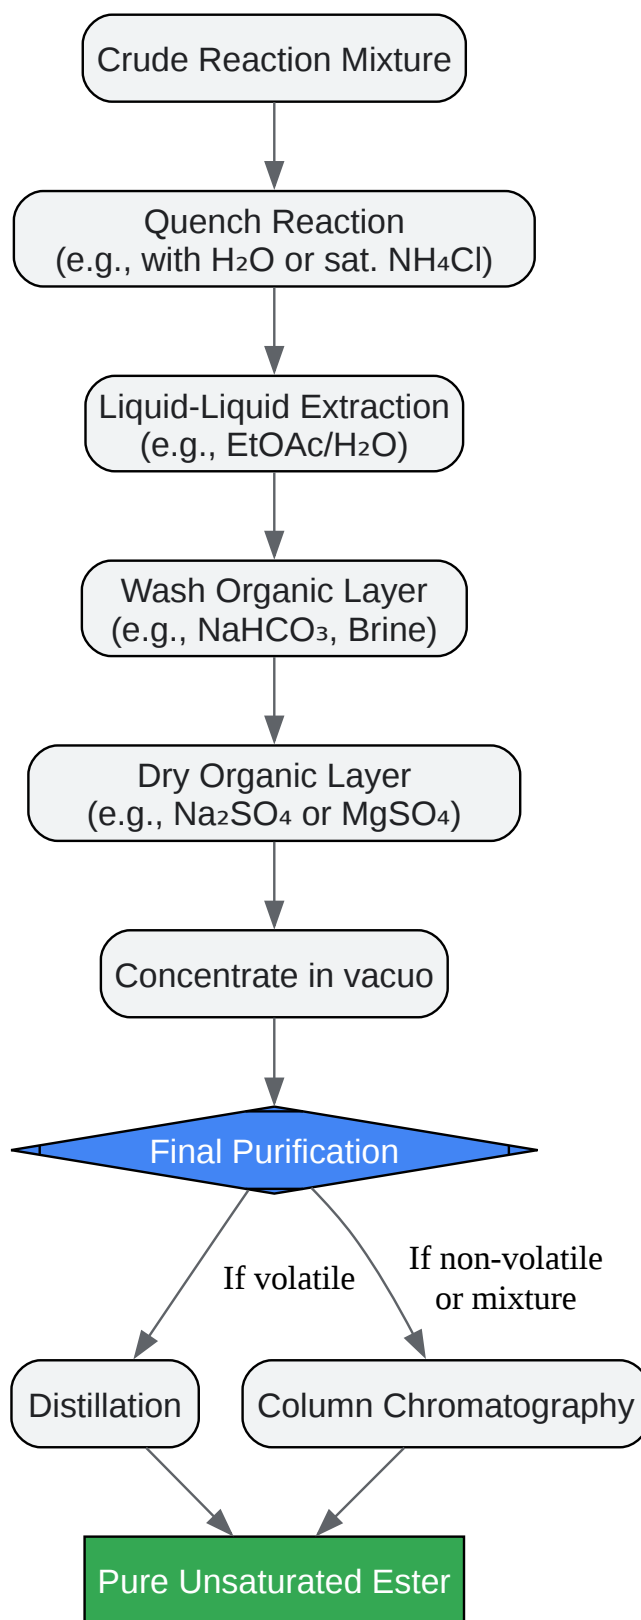 Crude Reaction Mixture
Quench Reaction
(e.g., with H₂O or sat. NH₄Cl)
Liquid-Liquid Extraction
(e.g., EtOAc/H₂O)
Wash Organic Layer
(e.g., NaHCO₃, Brine)
Dry Organic Layer
(e.g., Na₂SO₄ or MgSO₄)
Concentrate in vacuo
Final Purification
If volatile
If non-volatile
or mixture
Distillation
Column Chromatography
Pure Unsaturated Ester